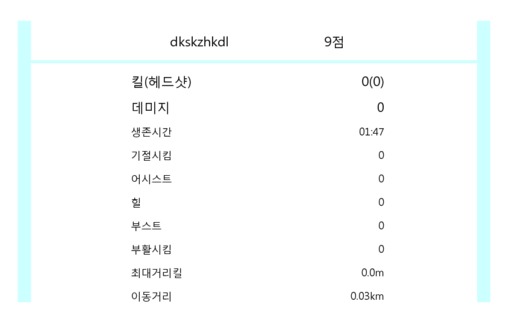 dkskzhkdl 9점
킬(헤드샷) 0(0)
데미지 0
생존시간 01:47
기절시킴 0
어시스트 0
힐 0
부스트 0
부활시킴 0
최대거리킬 0.0m
이동거리 0.03km